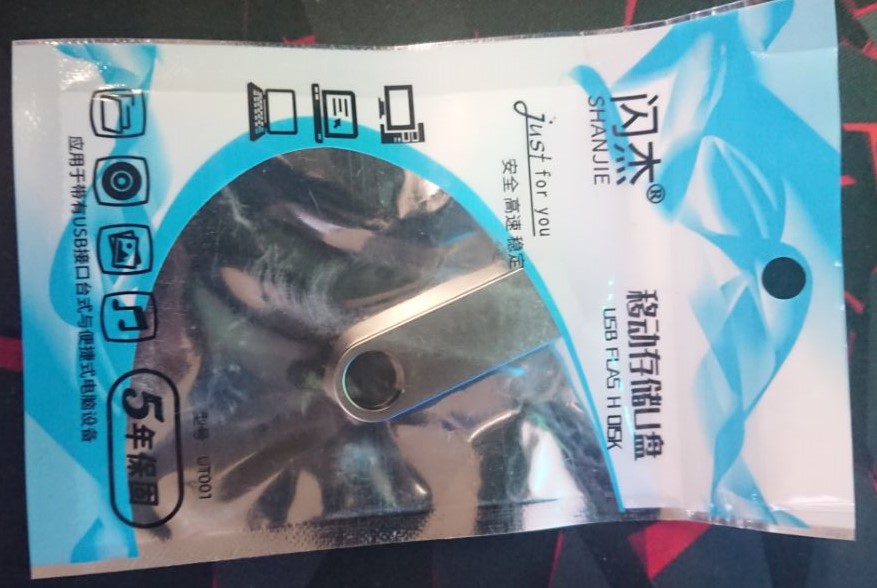 闪杰®
SHANJIE
移动存储U盘
USB FLASH DISK
just for you
安全 高速 稳定
型号：UT001
5年保固
应用于带有USB接口台式与便捷式电脑设备